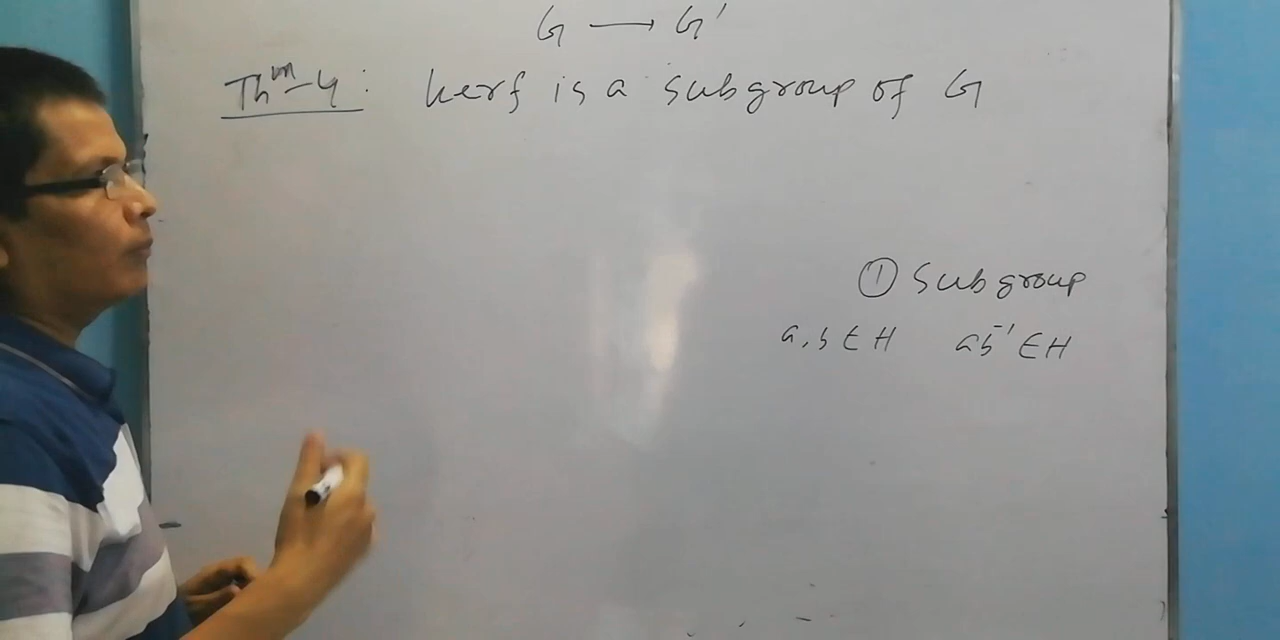 G → G'
Thm-4: kerf is a subgroup of G
① Subgroup
a, b ∈ H ab⁻¹ ∈ H